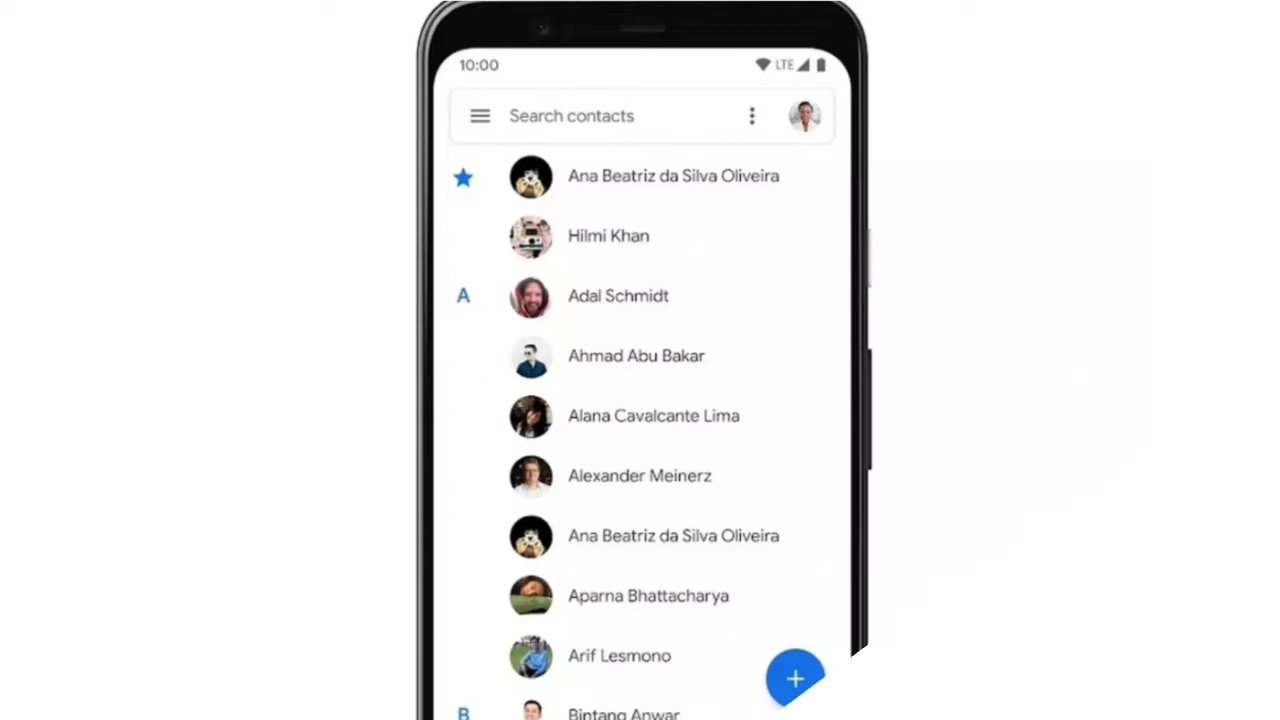 10:00 LTE
Search contacts
Ana Beatriz da Silva Oliveira
Hilmi Khan
A Adal Schmidt
Ahmad Abu Bakar
Alana Cavalcante Lima
Alexander Meinerz
Ana Beatriz da Silva Oliveira
Aparna Bhattacharya
Arif Lesmono
B Bintang Anwar